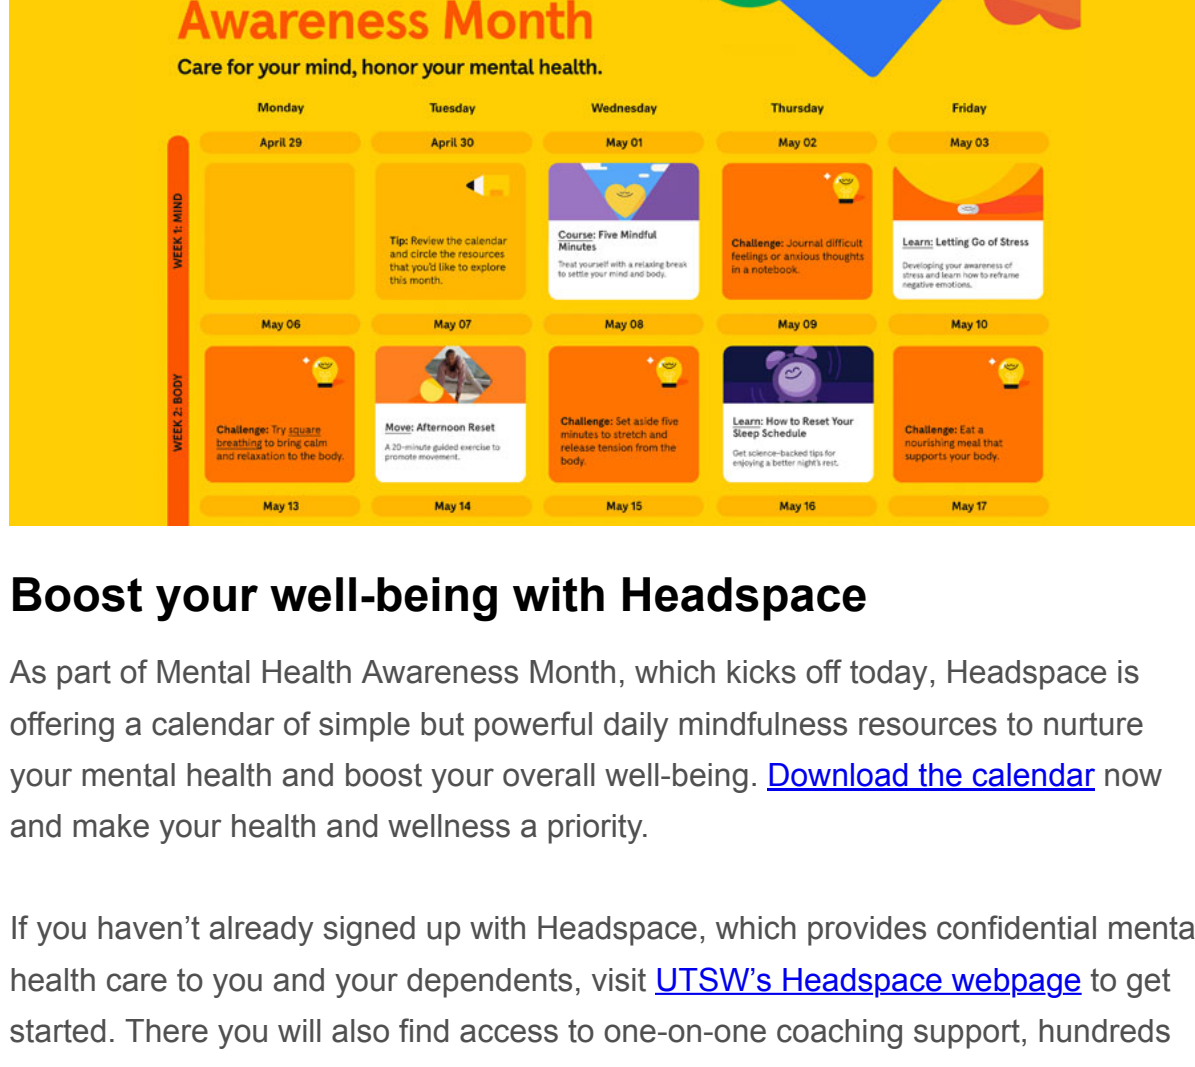 Awareness Month
Care for your mind, honor your mental health.
Monday Tuesday Wednesday Thursday Friday
April 29 April 30 May 01 May 02 May 03
WEEK 1: MIND
Tip: Review the calendar
and circle the resources
that you'd like to explore
this month.
Course: Five Mindful
Minutes
Treat yourself with a relaxing break
to settle your mind and body.
Challenge: Journal difficult
feelings or anxious thoughts
in a notebook.
Learn: Letting Go of Stress
Developing your awareness of
stress and learn how to reframe
negative emotions.
May 06 May 07 May 08 May 09 May 10
WEEK 2: BODY
Challenge: Try square
breathing to bring calm
and relaxation to the body.
Move: Afternoon Reset
A 20-minute guided exercise to
promote movement.
Challenge: Set aside five
minutes to stretch and
release tension from the
body.
Learn: How to Reset Your
Sleep Schedule
Get science-backed tips for
enjoying a better night's rest.
Challenge: Eat a
nourishing meal that
supports your body.
May 13 May 14 May 15 May 16 May 17
Boost your well-being with Headspace
As part of Mental Health Awareness Month, which kicks off today, Headspace is
offering a calendar of simple but powerful daily mindfulness resources to nurture
your mental health and boost your overall well-being. Download the calendar now
and make your health and wellness a priority.
If you haven’t already signed up with Headspace, which provides confidential menta
health care to you and your dependents, visit UTSW’s Headspace webpage to get
started. There you will also find access to one-on-one coaching support, hundreds